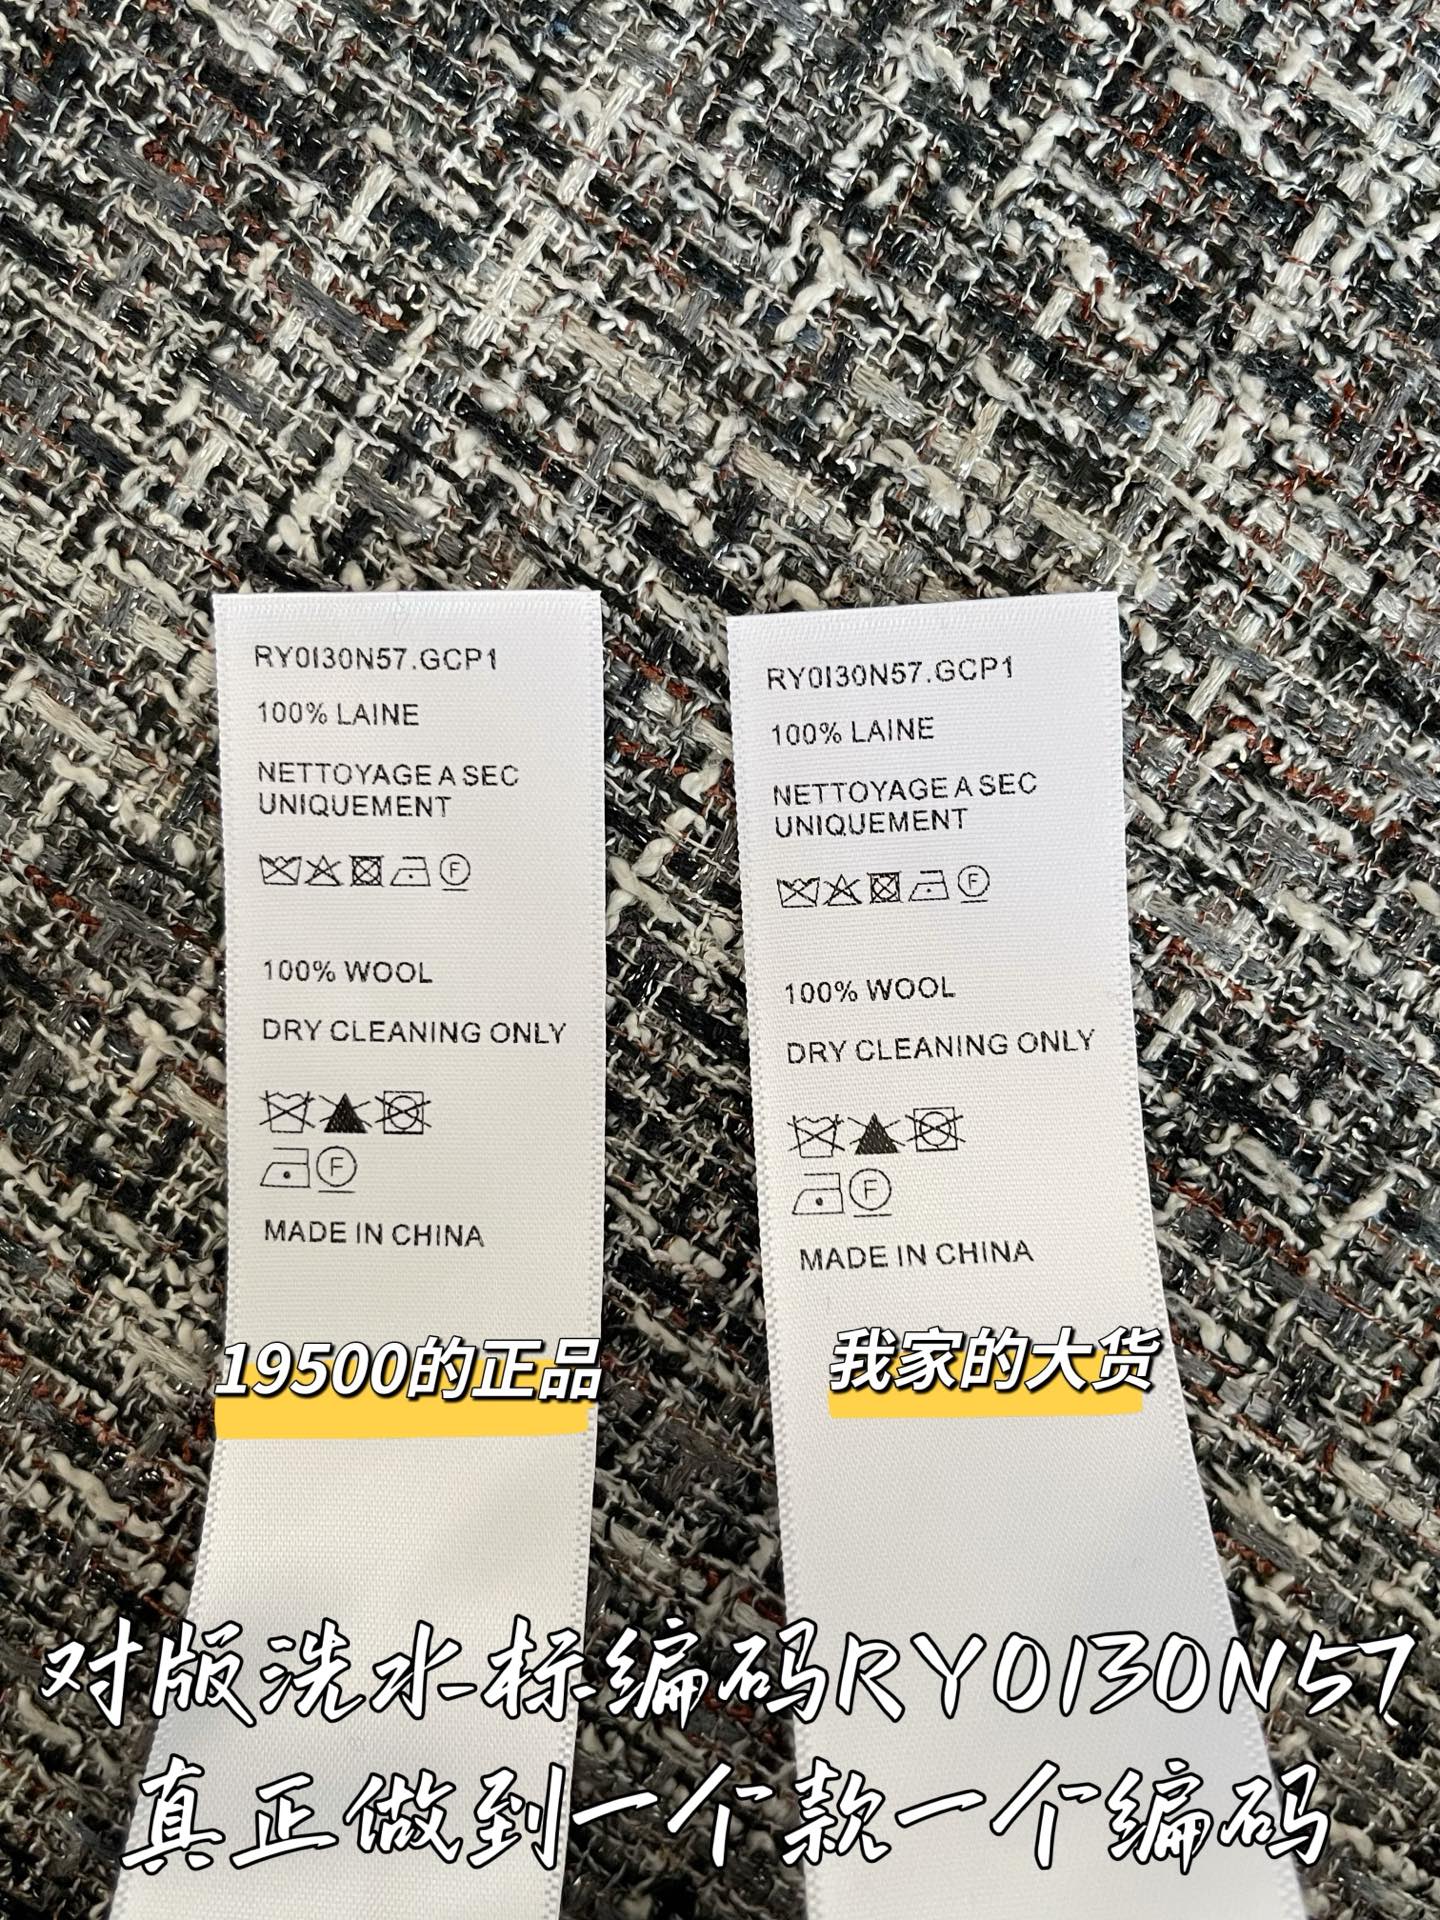 RY0I30N57.GCP1
100% LAINE
NETTOYAGE A SEC
UNIQUEMENT
F
100% WOOL
DRY CLEANING ONLY
F
MADE IN CHINA
19500的正品
RY0I30N57.GCP1
100% LAINE
NETTOYAGE A SEC
UNIQUEMENT
F
100% WOOL
DRY CLEANING ONLY
F
MADE IN CHINA
我家的大货
对版洗水标编码RY0I30N57
真正做到一个款一个编码